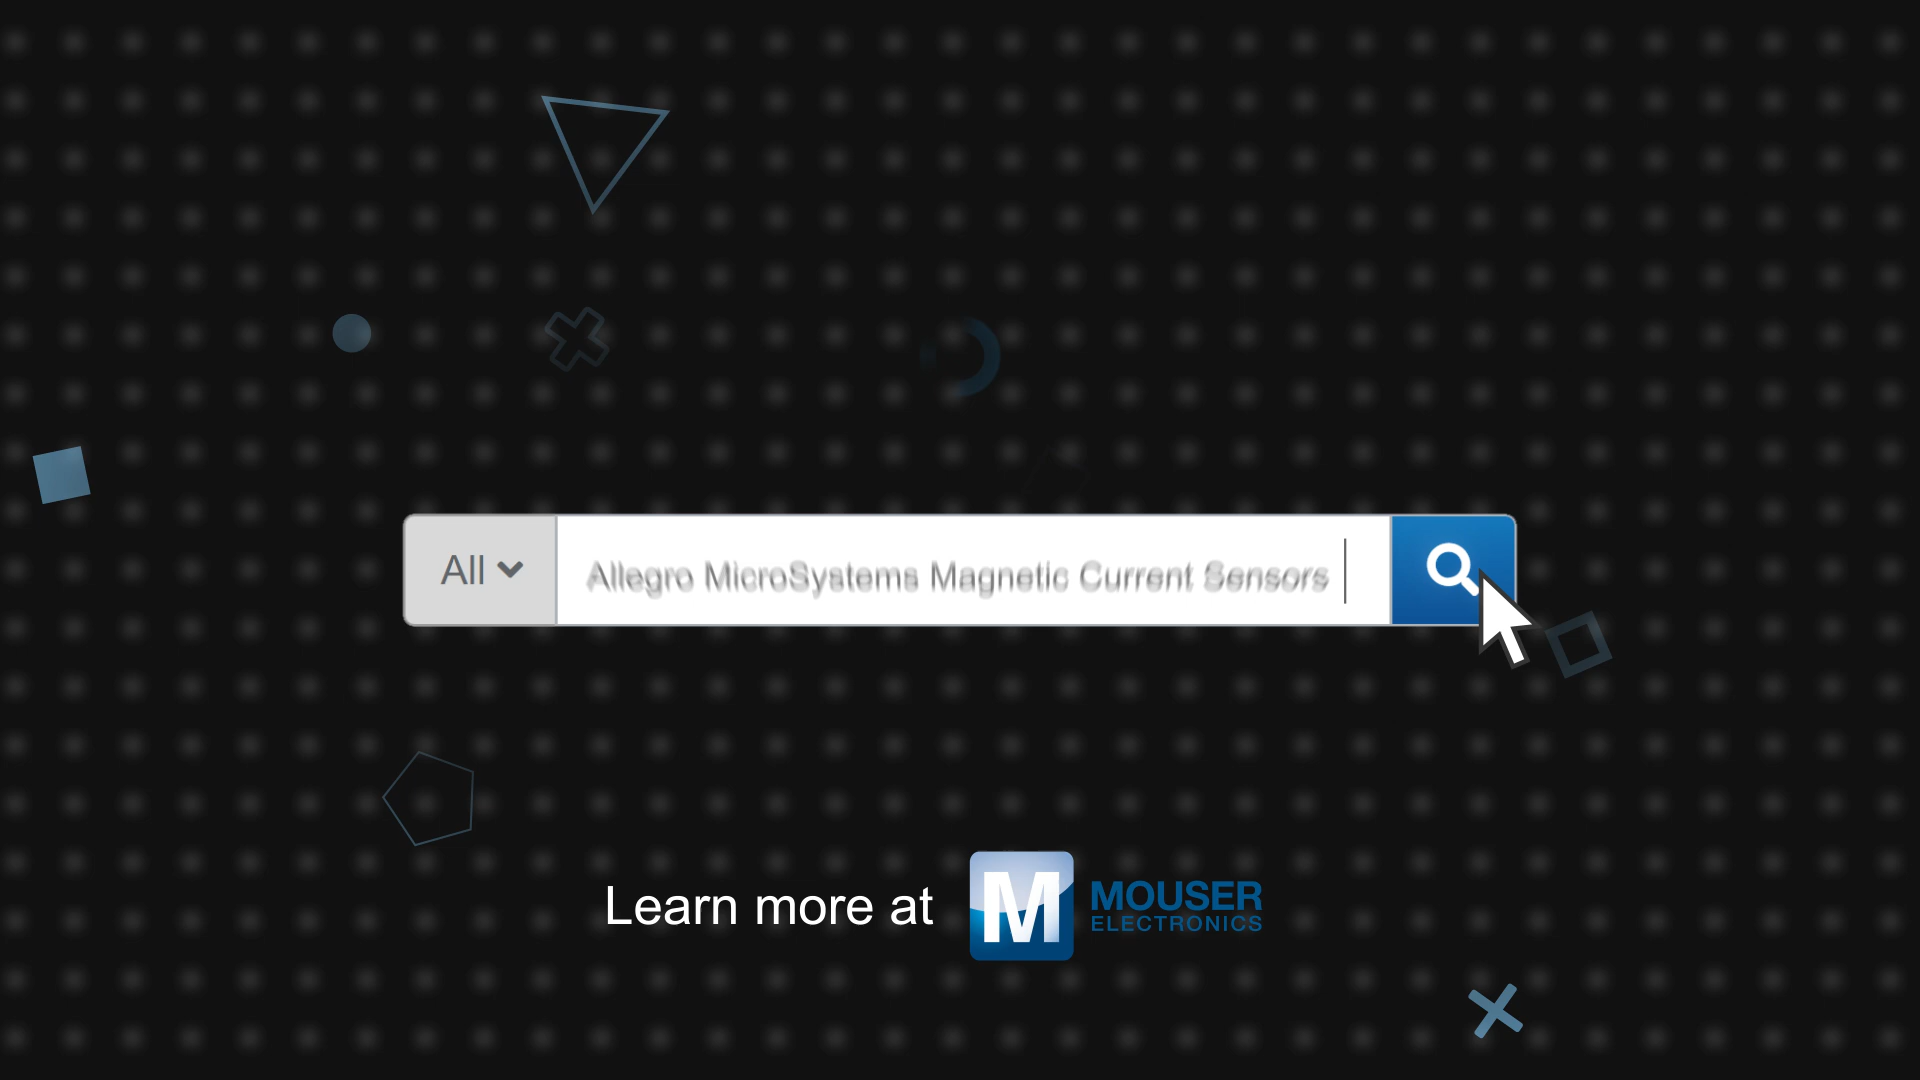 All
Allegro MicroSystems Magnetic Current Sensors
Learn more at
M
MOUSER
ELECTRONICS